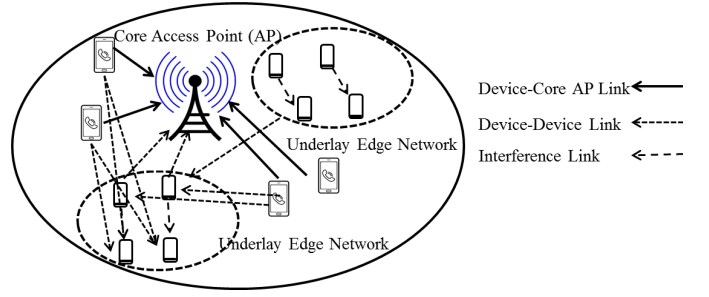 Core Access Point (AP)
Underlay Edge Network
Underlay Edge Network
Device-Core AP Link
Device-Device Link
Interference Link